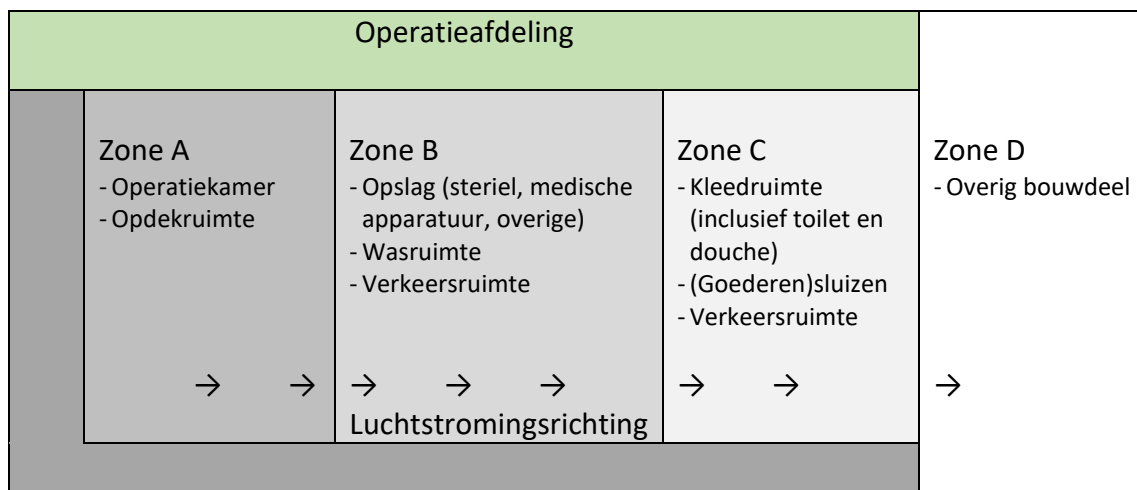 Operatieafdeling
Zone A
- Operatiekamer
- Opdekruimte
Zone B
- Opslag (steriel, medische
apparatuur, overige)
- Wasruimte
- Verkeersruimte
Zone C
- Kleedruimte
(inclusief toilet en
douche)
- (Goederen)sluizen
- Verkeersruimte
Zone D
- Overig bouwdeel
→ → → → → → → →
Luchtstromingsrichting